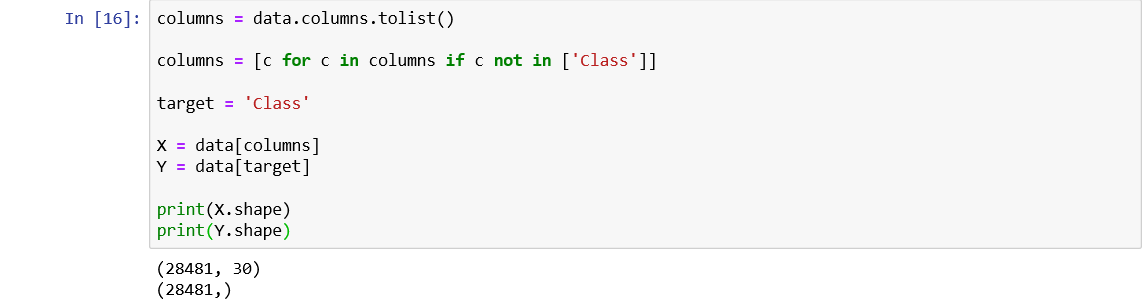 In [16]: columns = data.columns.tolist()
columns = [c for c in columns if c not in ['Class']]
target = 'Class'
X = data[columns]
Y = data[target]
print(X.shape)
print(Y.shape)
(28481, 30)
(28481,)